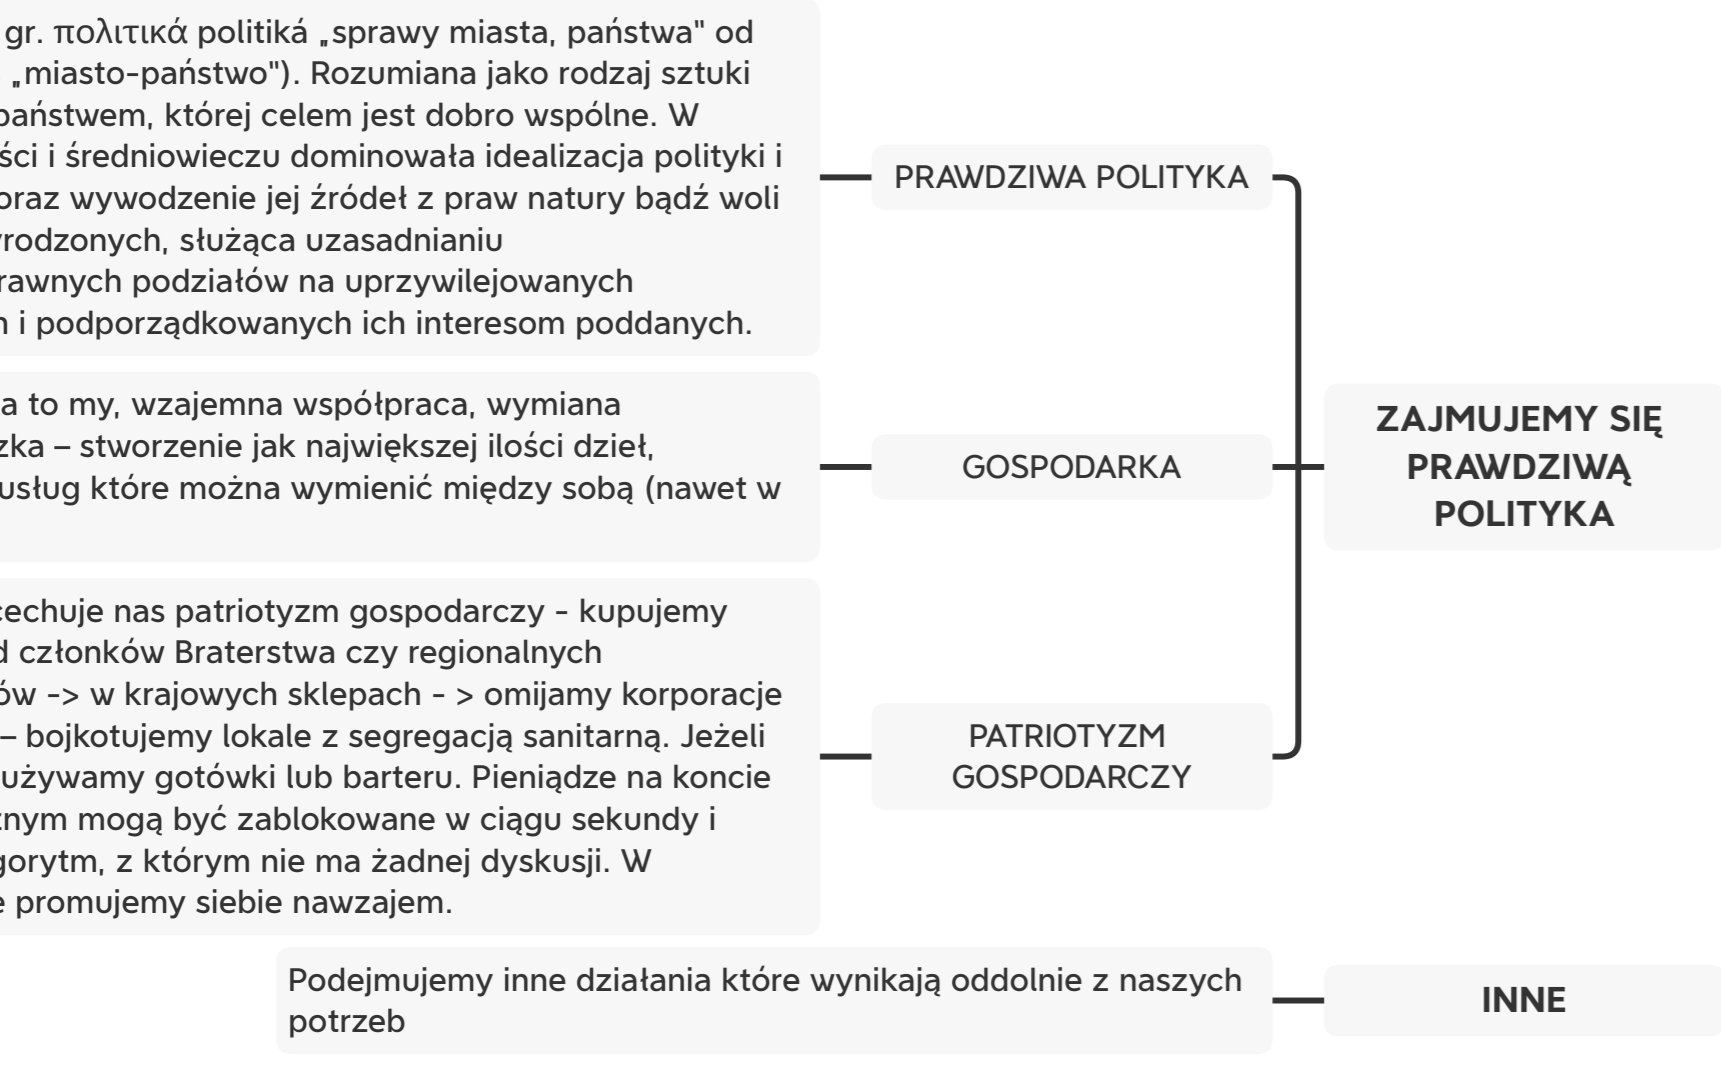 gr. πολιτικά politiká „sprawy miasta, państwa" od
„miasto-państwo"). Rozumiana jako rodzaj sztuki
państwem, której celem jest dobro wspólne. W
ści i średniowieczu dominowała idealizacja polityki i
oraz wywodzenie jej źródeł z praw natury bądź woli
rodzonych, służąca uzasadnianiu
rawnych podziałów na uprzywilejowanych
i podporządkowanych ich interesom poddanych.
PRAWDZIWA POLITYKA
a to my, wzajemna współpraca, wymiana
zka – stworzenie jak największej ilości dzieł,
usług które można wymienić między sobą (nawet w
GOSPODARKA
cechuje nas patriotyzm gospodarczy - kupujemy
d członków Braterstwa czy regionalnych
ów -> w krajowych sklepach - > omijamy korporacje
– bojkotujemy lokale z segregacją sanitarną. Jeżeli
używamy gotówki lub barteru. Pieniądze na koncie
znym mogą być zablokowane w ciągu sekundy i
gorytm, z którym nie ma żadnej dyskusji. W
e promujemy siebie nawzajem.
PATRIOTYZM
GOSPODARCZY
ZAJMUJEMY SIĘ
PRAWDZIWĄ
POLITYKA
Podejmujemy inne działania które wynikają oddolnie z naszych
potrzeb
INNE